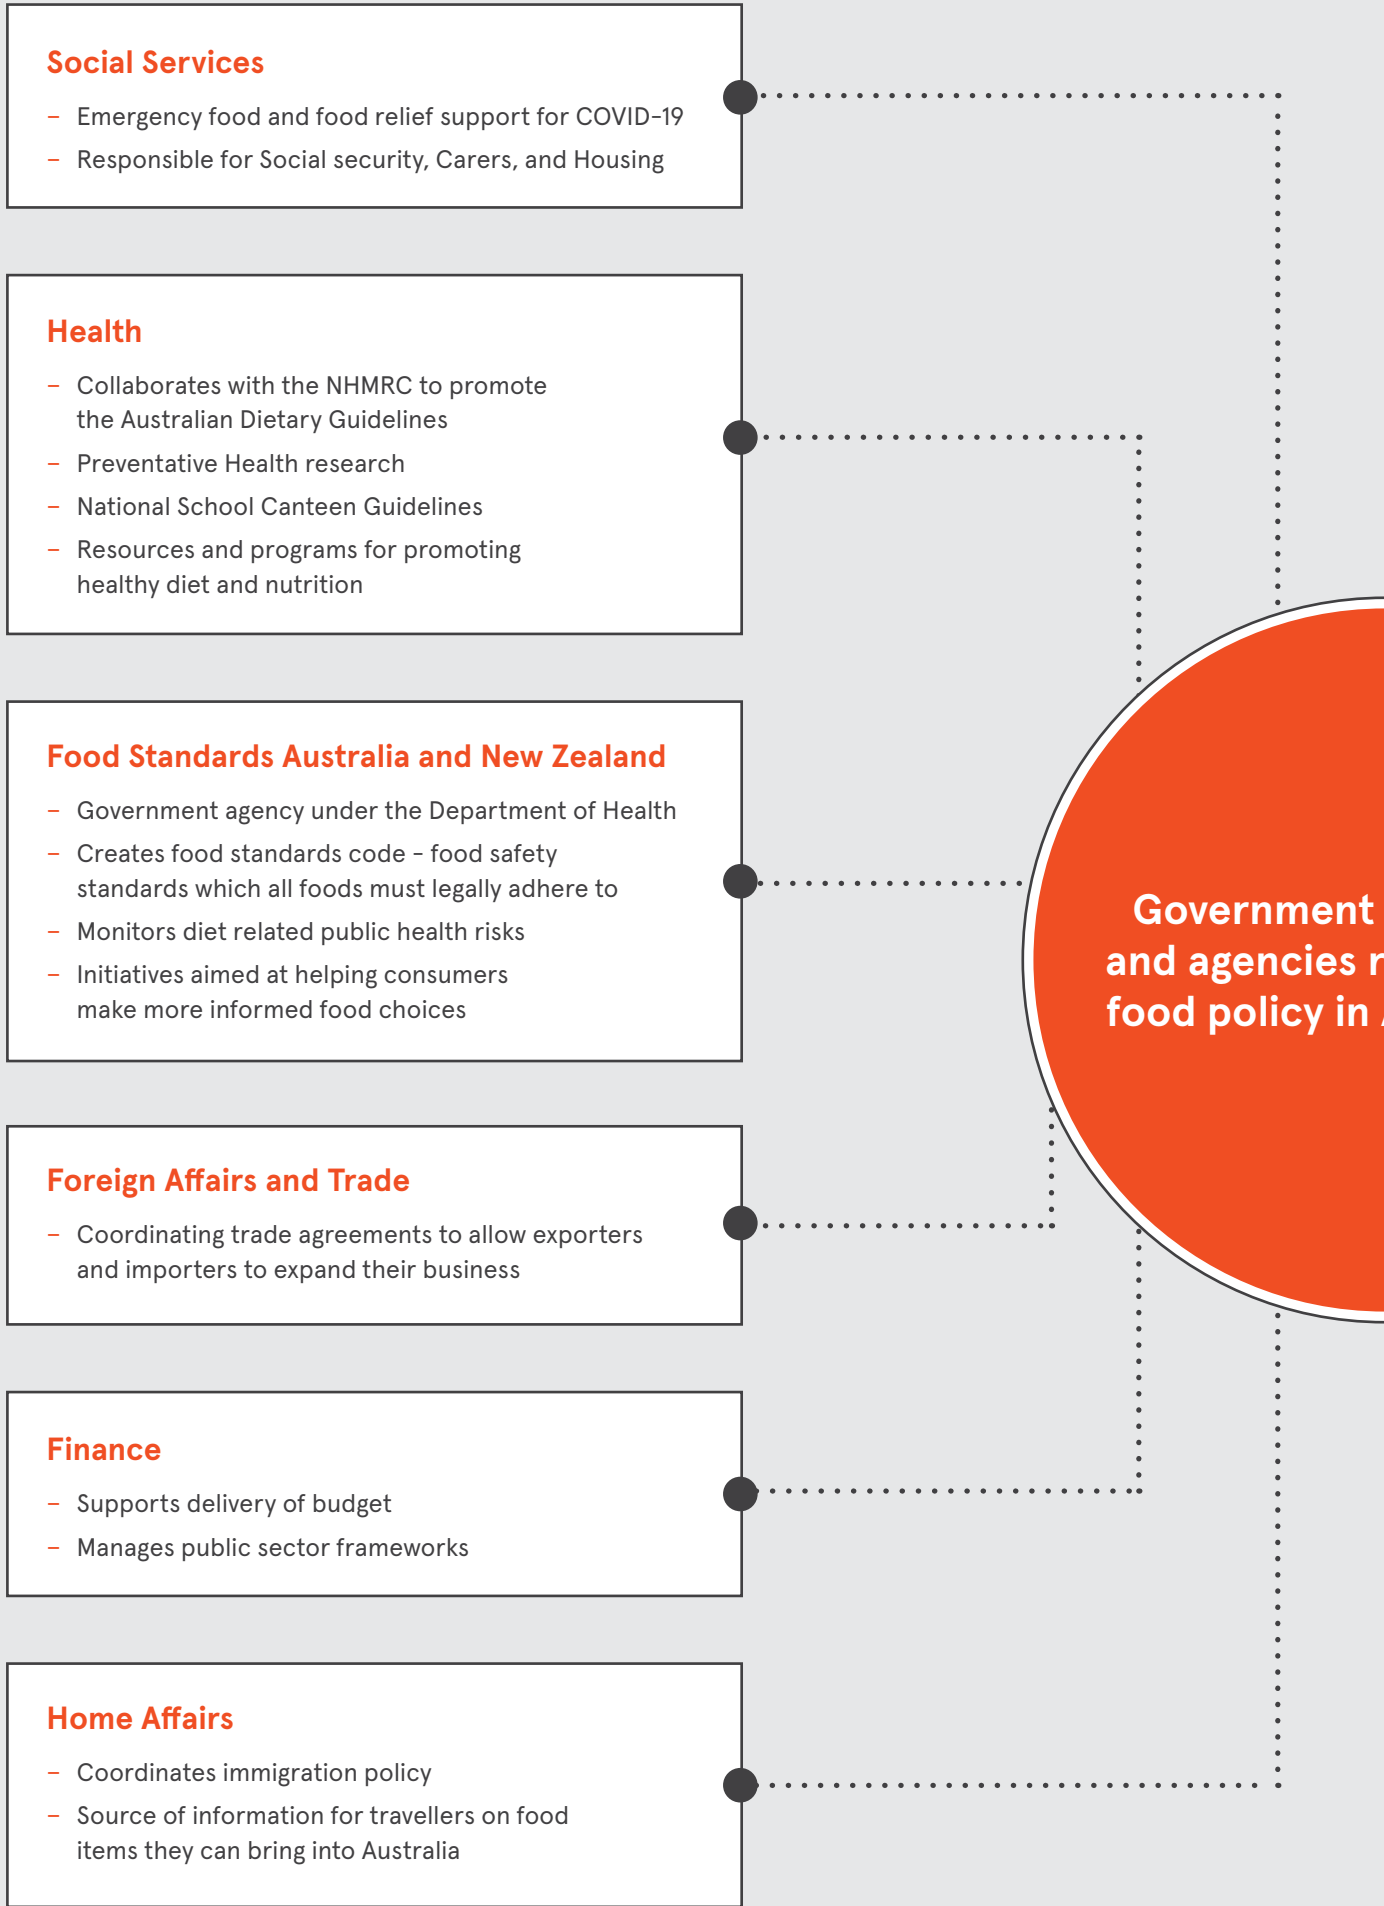 Social Services
– Emergency food and food relief support for COVID-19
– Responsible for Social security, Carers, and Housing
Health
– Collaborates with the NHMRC to promote
the Australian Dietary Guidelines
– Preventative Health research
– National School Canteen Guidelines
– Resources and programs for promoting
healthy diet and nutrition
Food Standards Australia and New Zealand
– Government agency under the Department of Health
– Creates food standards code - food safety
standards which all foods must legally adhere to
– Monitors diet related public health risks
– Initiatives aimed at helping consumers
make more informed food choices
Government
and agencies
food policy in
Foreign Affairs and Trade
– Coordinating trade agreements to allow exporters
and importers to expand their business
Finance
– Supports delivery of budget
– Manages public sector frameworks
Home Affairs
– Coordinates immigration policy
– Source of information for travellers on food
items they can bring into Australia